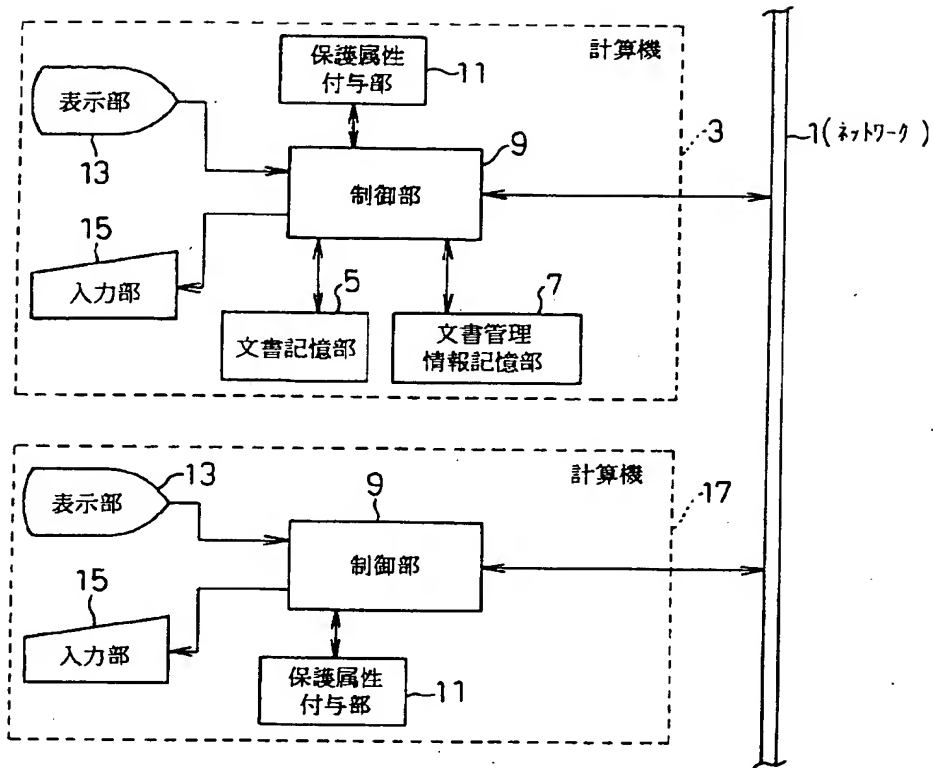 計算機
保護属性
付与部
11
表示部
13
9
制御部
3
1(ネットワーク)
15
入力部
5
文書記憶部
7
文書管理
情報記憶部
計算機
表示部
13
9
制御部
17
15
入力部
保護属性
付与部
11